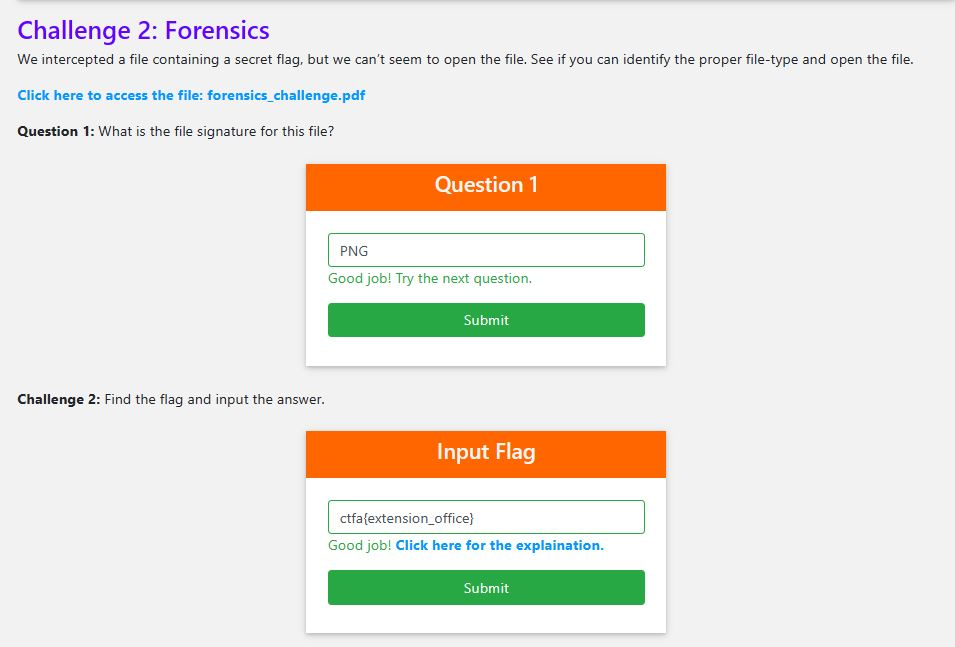 Challenge 2: Forensics
We intercepted a file containing a secret flag, but we can't seem to open the file. See if you can identify the proper file-type and open the file.
Click here to access the file: forensics_challenge.pdf
Question 1: What is the file signature for this file?
Question 1
PNG
Good job! Try the next question.
Submit
Challenge 2: Find the flag and input the answer.
Input Flag
ctfa{extension_office}
Good job! Click here for the explaination.
Submit